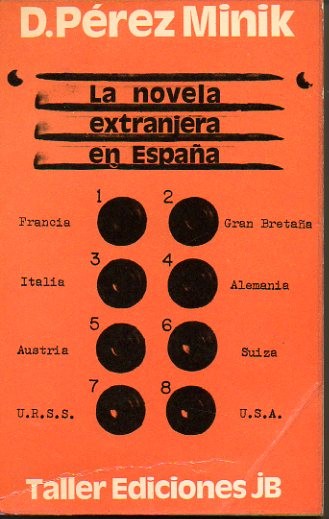 D.Pérez Minik
La novela
extranjera
en España
1 2
Francia Gran Bretaña
3 4
Italia Alemania
5 6
Austria Suiza
7 8
U.R.S.S. U.S.A.
Taller Ediciones JB